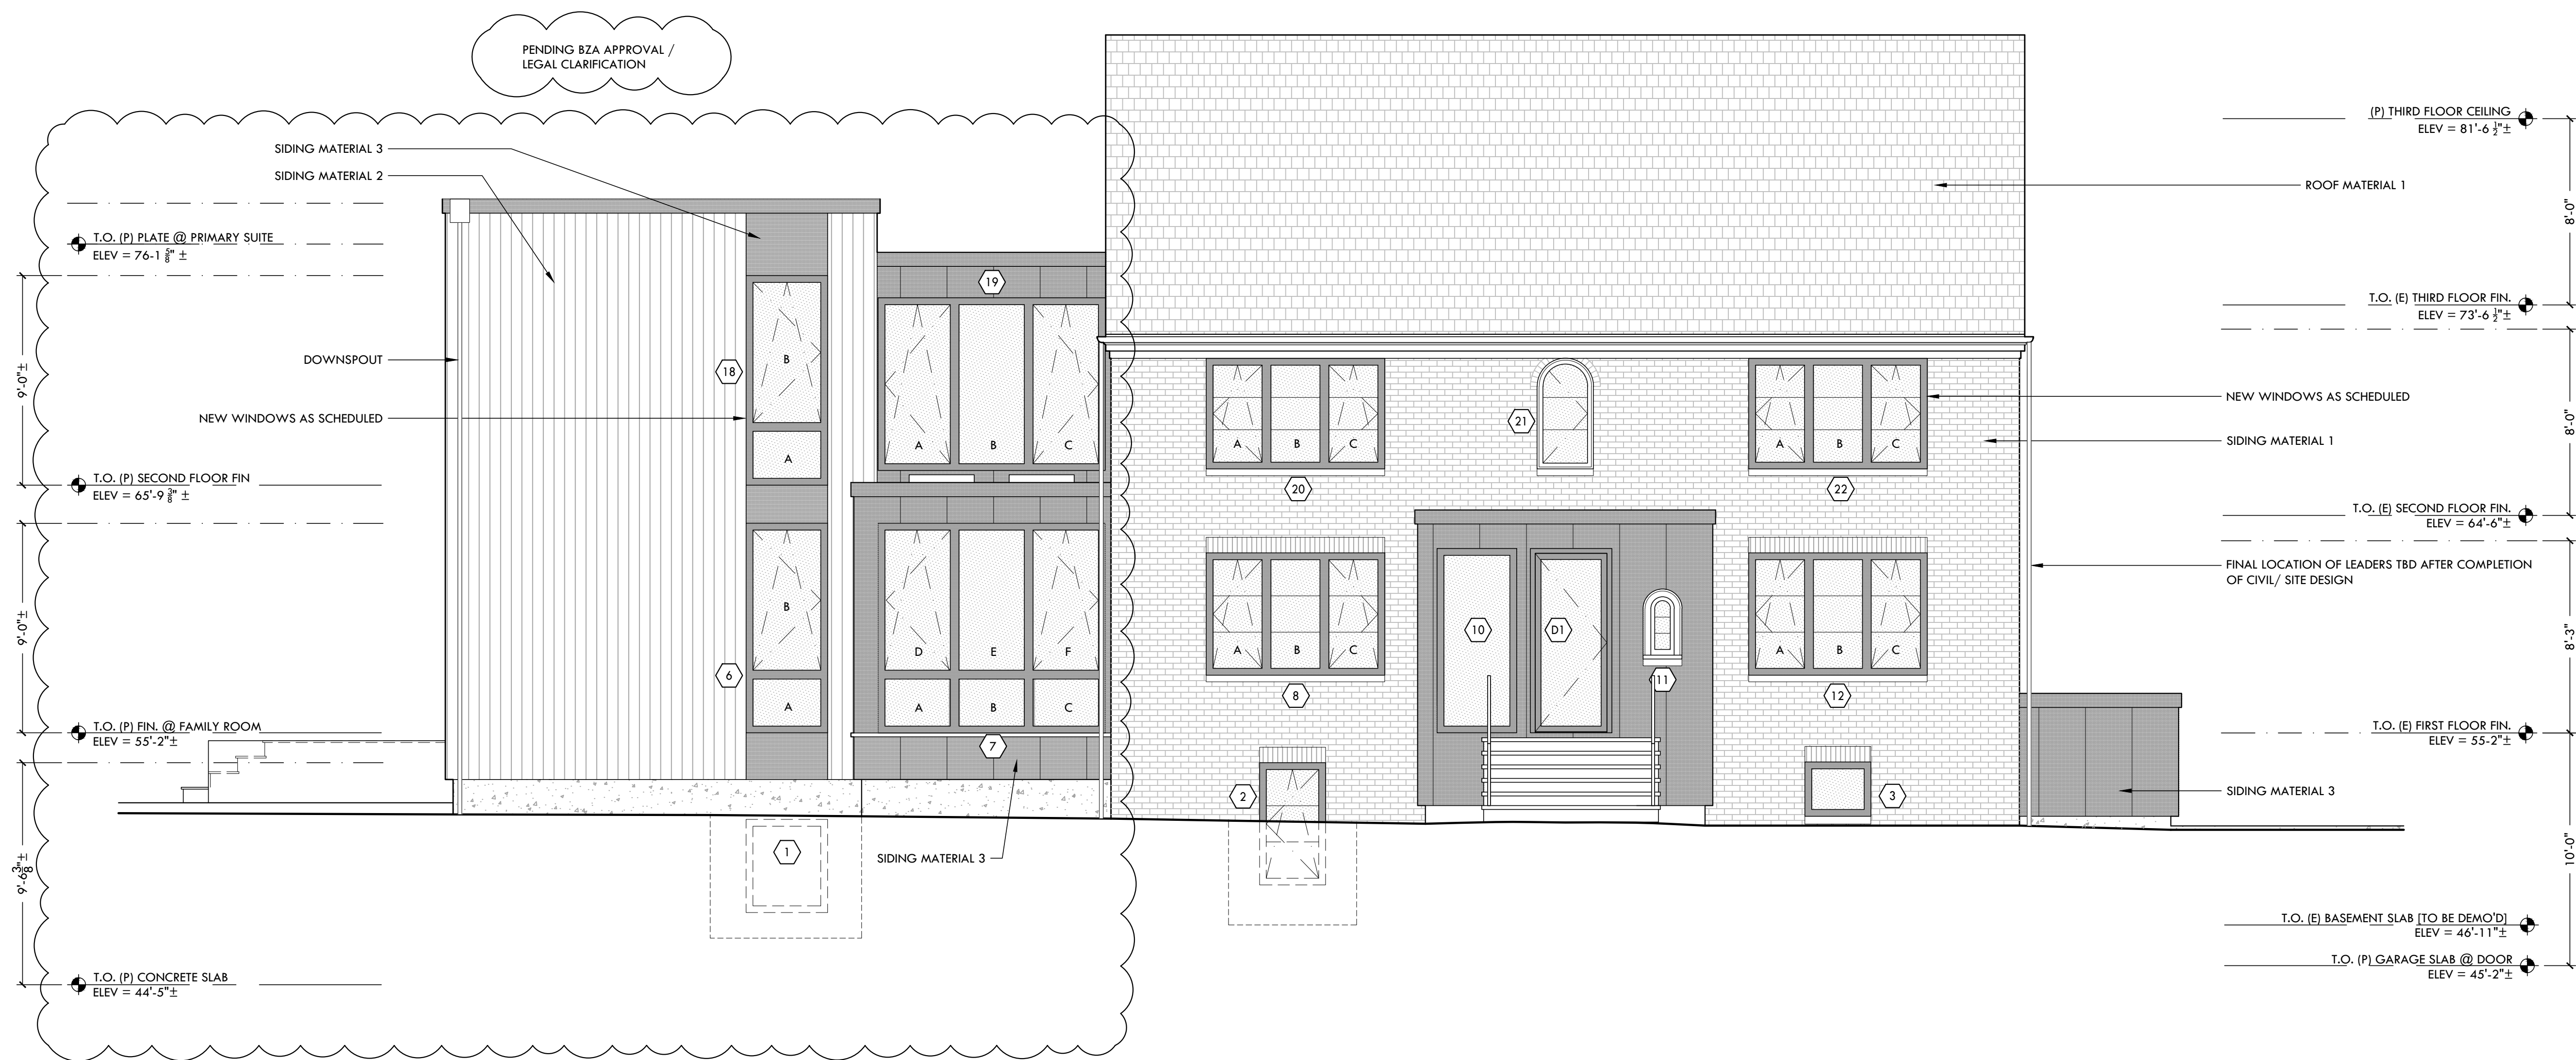 PENDING BZA APPROVAL /
LEGAL CLARIFICATION
SIDING MATERIAL 3
SIDING MATERIAL 2
T.O. (P) PLATE @ PRIMARY SUITE
ELEV = 76-1 5/8" ±
DOWNSPOUT
NEW WINDOWS AS SCHEDULED
T.O. (P) SECOND FLOOR FIN
ELEV = 65'-9 3/8" ±
T.O. (P) FIN. @ FAMILY ROOM
ELEV = 55'-2"±
T.O. (P) CONCRETE SLAB
ELEV = 44'-5"±
9'-0"±
9'-0"±
9'-6 3/8"±
SIDING MATERIAL 3
18
B
A
6
B
A
1
19
A
B
C
D
E
F
A
B
C
7
20
A
B
C
21
22
A
B
C
8
A
B
C
10
D1
11
12
A
B
C
2
3
(P) THIRD FLOOR CEILING
ELEV = 81'-6 1/2"±
ROOF MATERIAL 1
T.O. (E) THIRD FLOOR FIN.
ELEV = 73'-6 1/2"±
NEW WINDOWS AS SCHEDULED
SIDING MATERIAL 1
T.O. (E) SECOND FLOOR FIN.
ELEV = 64'-6"±
FINAL LOCATION OF LEADERS TBD AFTER COMPLETION
OF CIVIL/ SITE DESIGN
T.O. (E) FIRST FLOOR FIN.
ELEV = 55-2"±
SIDING MATERIAL 3
T.O. (E) BASEMENT SLAB [TO BE DEMO'D]
ELEV = 46'-11"±
T.O. (P) GARAGE SLAB @ DOOR
ELEV = 45'-2"±
8'-0"
8'-0"
8'-3"
10'-0"